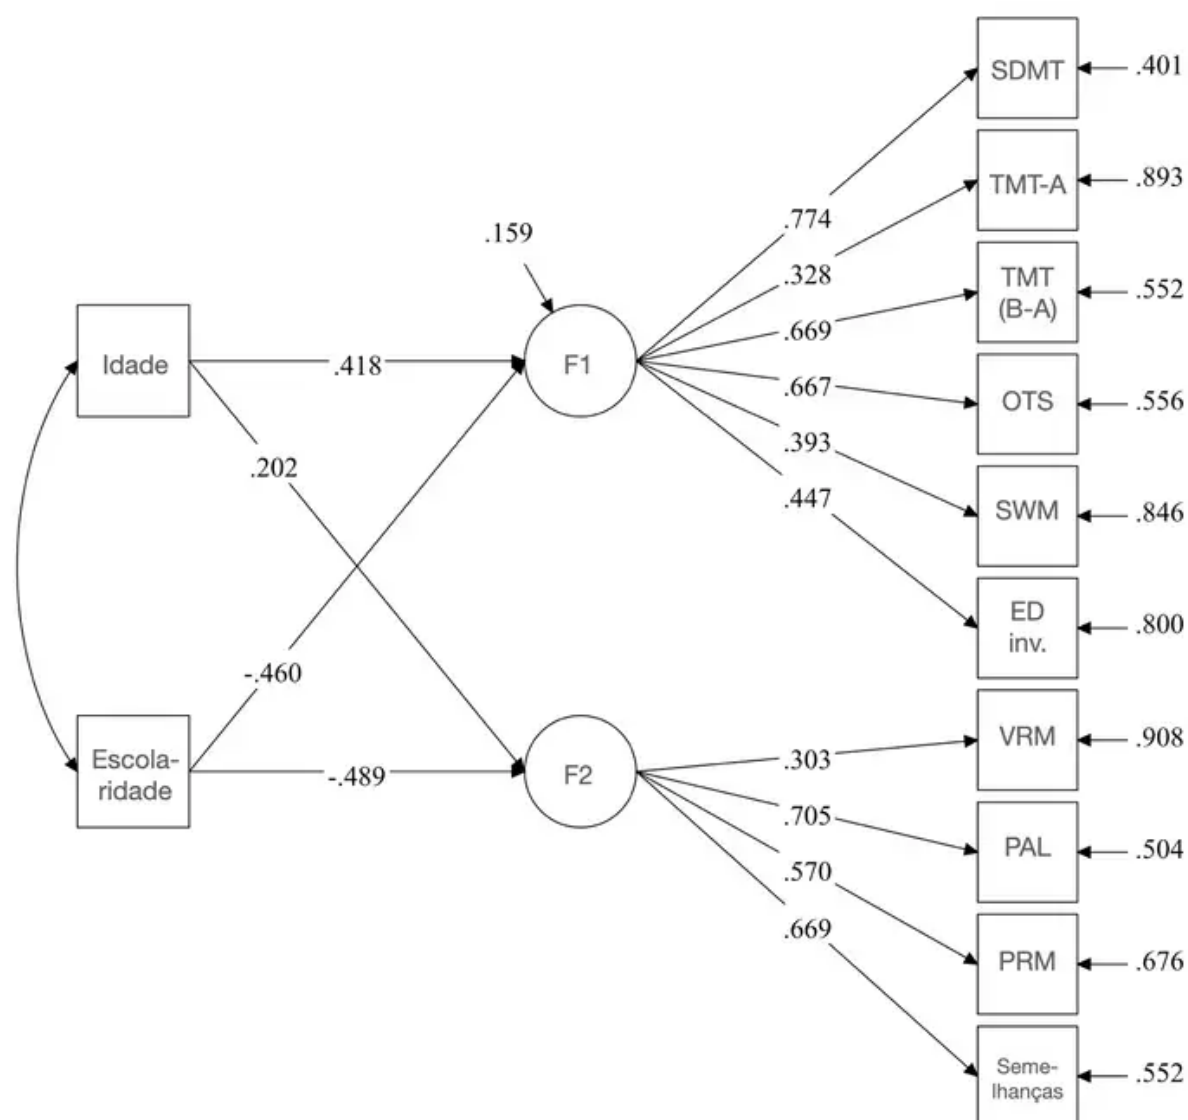 SDMT
.401
TMT-A
.893
.774
.159
.328
TMT
(B-A)
.552
.669
Idade
.418
F1
.667
OTS
.556
.393
.202
.447
SWM
.846
ED
inv.
.800
-.460
Escola-
ridade
-.489
F2
.303
VRM
.908
.705
PAL
.504
.570
.669
PRM
.676
Seme-
lhanças
.552